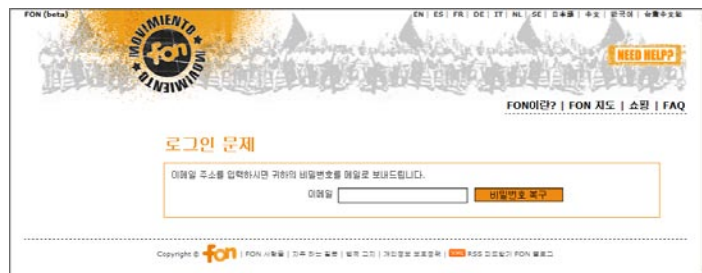 FON (beta)
EN | ES | FR | DE | IT | NL | SE | 日本語 | 中文 | 한국어 | 台灣中文版
MOVIMIENTO
fon
MOVIMIENTO
NEED HELP?
FON이란? | FON 지도 | 쇼핑 | FAQ
로그인 문제
이메일 주소를 입력하시면 귀하의 비밀번호를 메일로 보내드립니다.
이메일
비밀번호 복구
Copyright © fon | FON 사람들 | 자주 하는 질문 | 법적 고지 | 개인정보 보호정책 | RSS FON 블로그